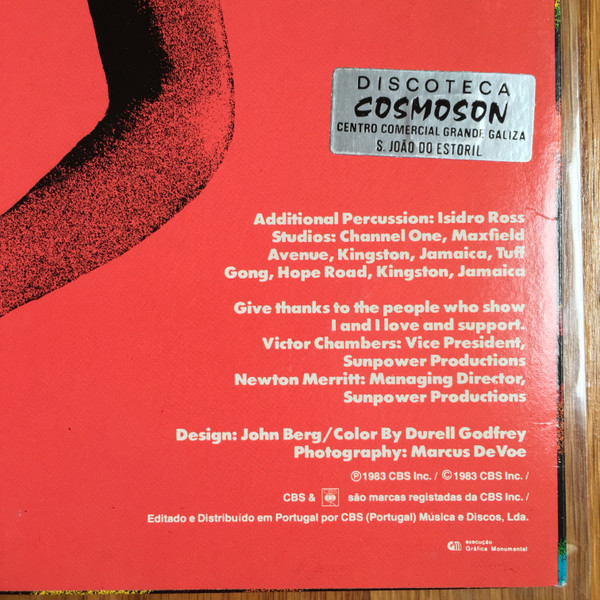 DISCOTECA
COSMOSON
CENTRO COMERCIAL GRANDE GALIZA
S. JOÃO DO ESTORIL
Additional Percussion: Isidro Ross
Studios: Channel One, Maxfield
Avenue, Kingston, Jamaica, Tuff
Gong, Hope Road, Kingston, Jamaica
Give thanks to the people who show
I and I love and support.
Victor Chambers: Vice President,
Sunpower Productions
Newton Merritt: Managing Director,
Sunpower Productions
Design: John Berg/Color By Durell Godfrey
Photography: Marcus DeVoe
℗ 1983 CBS Inc. / © 1983 CBS Inc. /
CBS & são marcas registadas da CBS Inc. /
Editado e Distribuído em Portugal por CBS (Portugal) Música e Discos, Lda.
execução
Gráfica Monumental